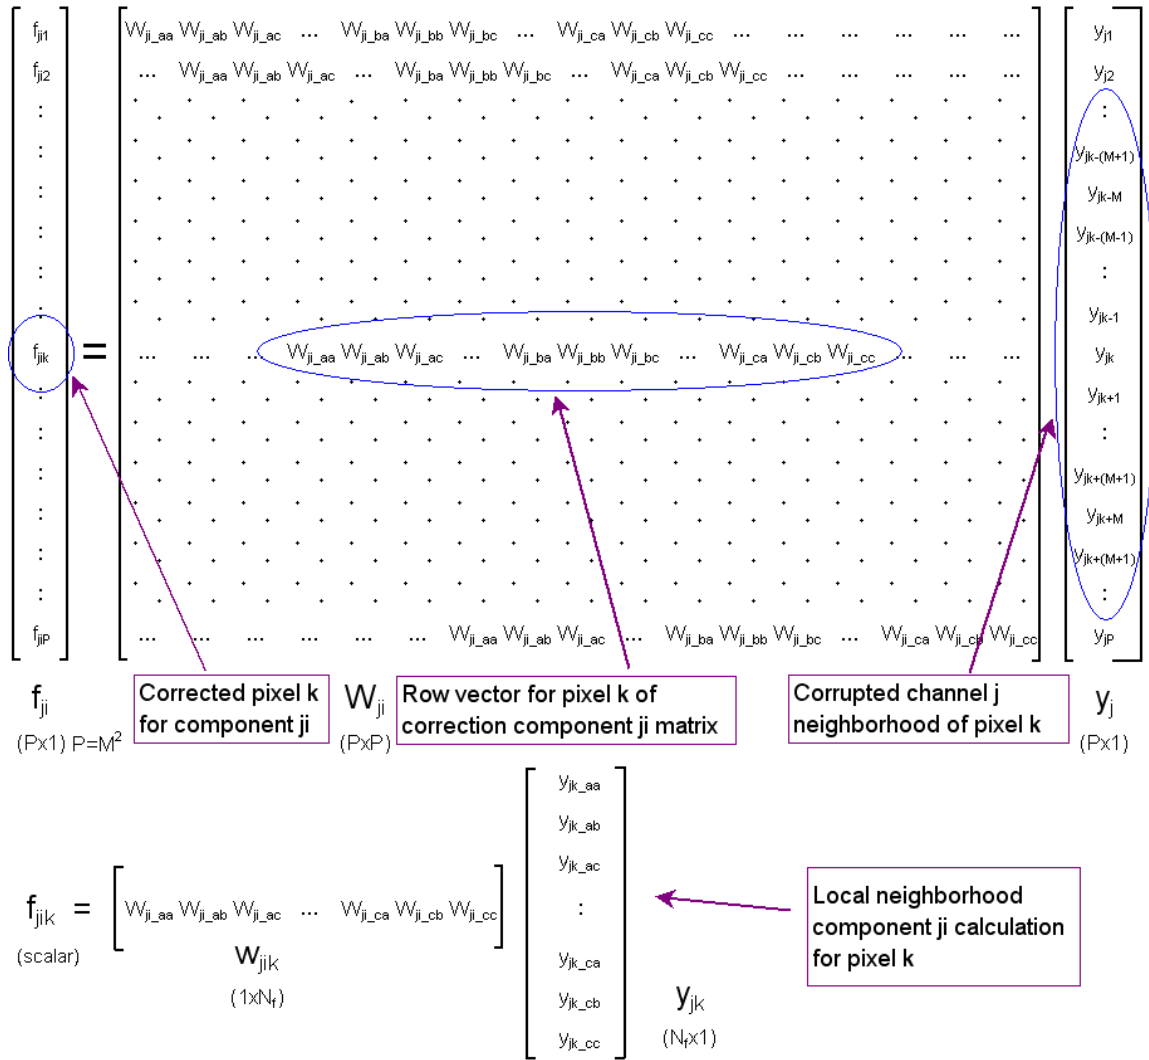 f_ji1 W_ji_aa W_ji_ab W_ji_ac ... W_ji_ba W_ji_bb W_ji_bc ... W_ji_ca W_ji_cb W_ji_cc ... ... ... ... ... ... y_j1
f_ji2 ... W_ji_aa W_ji_ab W_ji_ac ... W_ji_ba W_ji_bb W_ji_bc ... W_ji_ca W_ji_cb W_ji_cc ... ... ... ... ... y_j2
:
: y_jk-(M+1)
: y_jk-M
: y_jk-(M-1)
: :
y_jk-1
f_jik = ... ... ... W_ji_aa W_ji_ab W_ji_ac ... W_ji_ba W_ji_bb W_ji_bc ... W_ji_ca W_ji_cb W_ji_cc ... ... ... y_jk
y_jk+1
: :
: y_jk+(M+1)
: y_jk+M
: y_jk+(M+1)
: :
f_jiP ... ... ... ... ... ... W_ji_aa W_ji_ab W_ji_ac ... W_ji_ba W_ji_bb W_ji_bc ... W_ji_ca W_ji_cb W_ji_cc y_jP
f_ji
(Px1) P=M²
Corrected pixel k
for component ji
W_ji
(PxP)
Row vector for pixel k of
correction component ji matrix
Corrupted channel j
neighborhood of pixel k
y_j
(Px1)
y_jk_aa
y_jk_ab
y_jk_ac
f_jik = W_ji_aa W_ji_ab W_ji_ac ... W_ji_ca W_ji_cb W_ji_cc :
(scalar)
w_jik
(1xN_f)
y_jk_ca
y_jk_cb
y_jk_cc
y_jk
(N_fx1)
Local neighborhood
component ji calculation
for pixel k